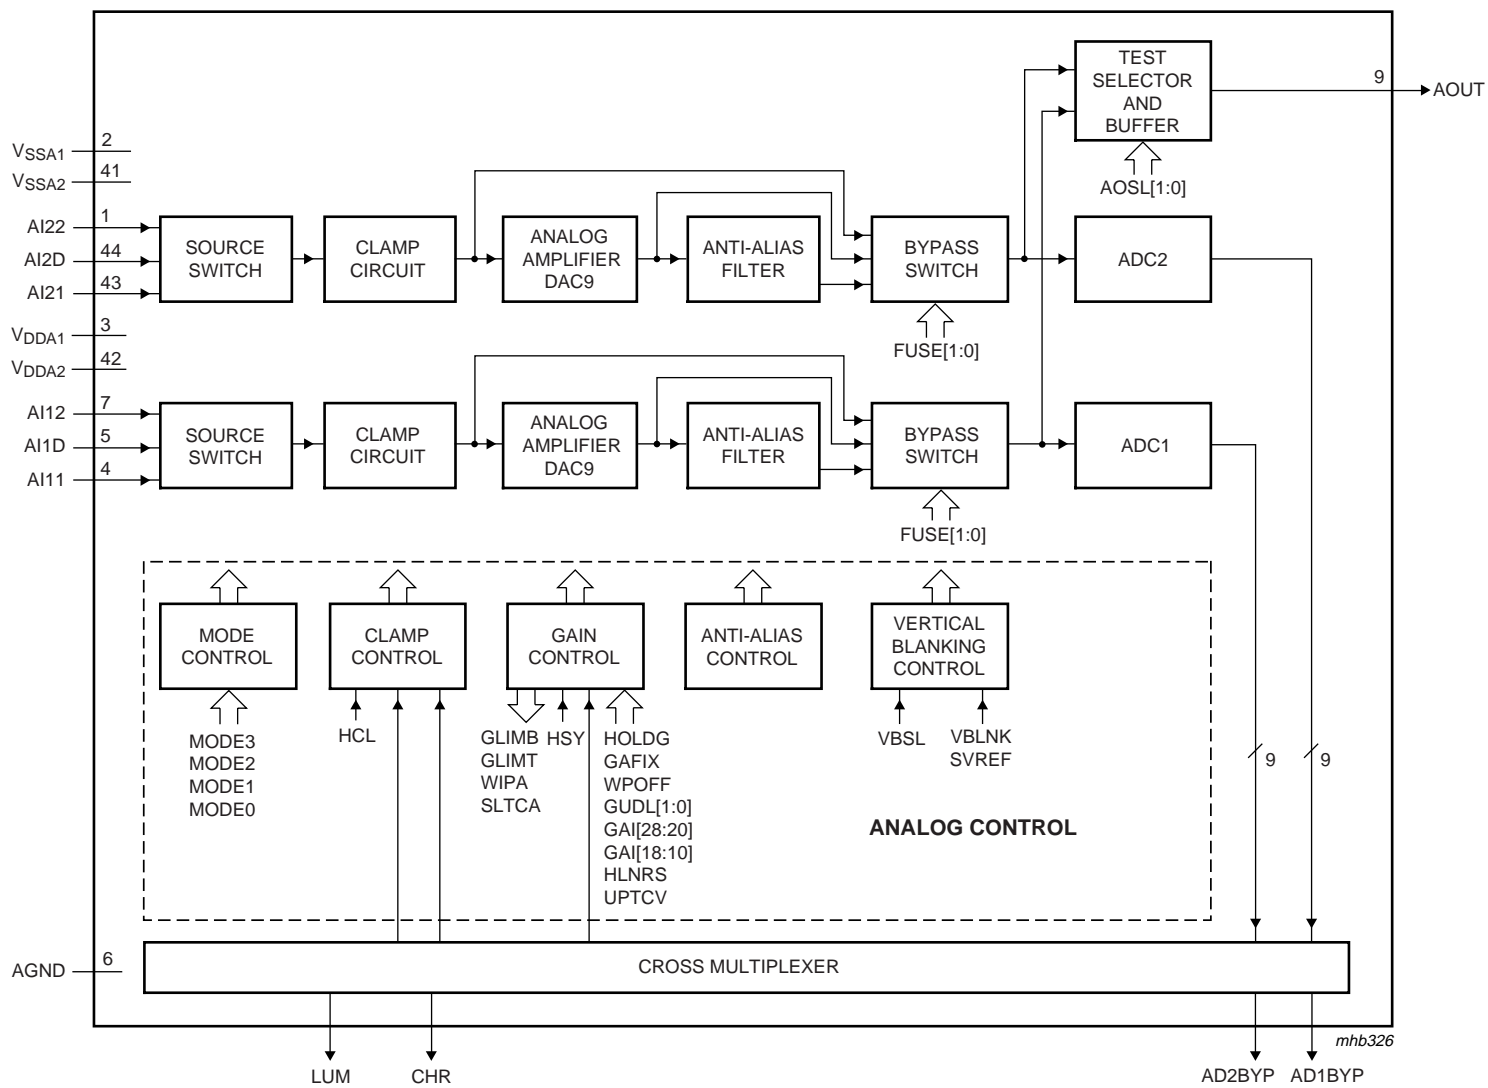 TEST
SELECTOR
AND
BUFFER
9
AOUT
AOSL[1:0]
VSSA1
2
VSSA2
41
AI22
1
AI2D
44
AI21
43
SOURCE
SWITCH
CLAMP
CIRCUIT
ANALOG
AMPLIFIER
DAC9
ANTI-ALIAS
FILTER
BYPASS
SWITCH
ADC2
FUSE[1:0]
VDDA1
3
VDDA2
42
AI12
7
AI1D
5
AI11
4
SOURCE
SWITCH
CLAMP
CIRCUIT
ANALOG
AMPLIFIER
DAC9
ANTI-ALIAS
FILTER
BYPASS
SWITCH
ADC1
FUSE[1:0]
MODE
CONTROL
CLAMP
CONTROL
GAIN
CONTROL
ANTI-ALIAS
CONTROL
VERTICAL
BLANKING
CONTROL
MODE3
MODE2
MODE1
MODE0
HCL
GLIMB
GLIMT
WIPA
SLTCA
HSY
HOLDG
GAFIX
WPOFF
GUDL[1:0]
GAI[28:20]
GAI[18:10]
HLNRS
UPTCV
VBSL
VBLNK
SVREF
9
9
ANALOG CONTROL
AGND
6
CROSS MULTIPLEXER
mhb326
LUM
CHR
AD2BYP
AD1BYP